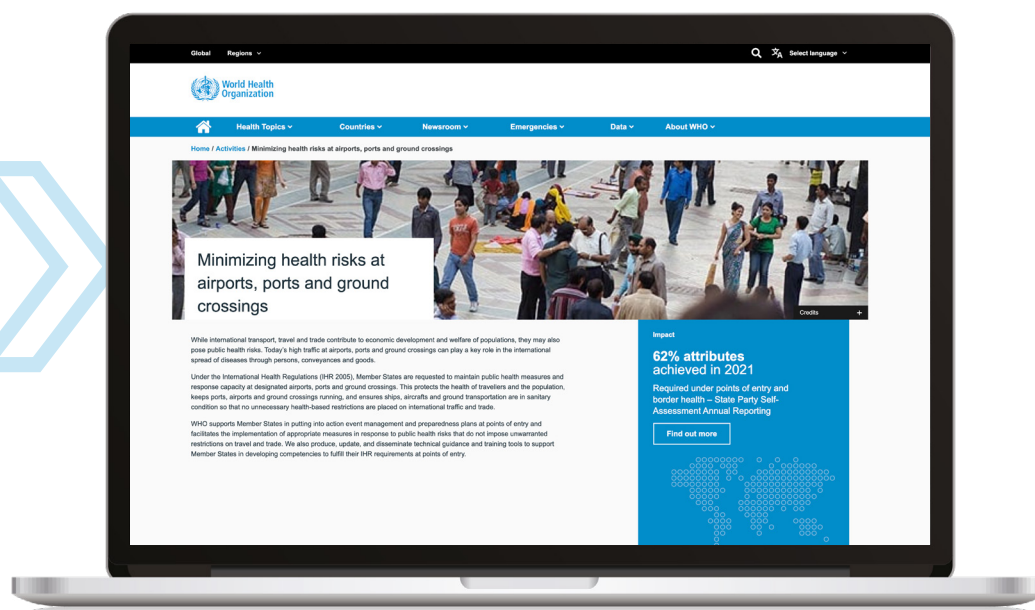 Global Regions Select language
World Health
Organization
Health Topics Countries Newsroom Emergencies Data About WHO
Home / Activities / Minimizing health risks at airports, ports and ground crossings
Minimizing health risks at
airports, ports and ground
crossings
Credits +
While international transport, travel and trade contribute to economic development and welfare of populations, they may also
pose public health risks. Today's high traffic at airports, ports and ground crossings can play a key role in the international
spread of diseases through persons, conveyances and goods.
Under the International Health Regulations (IHR 2005), Member States are requested to maintain public health measures and
response capacity at designated airports, ports and ground crossings. This protects the health of travellers and the population,
keeps ports, airports and ground crossings running, and ensures ships, aircrafts and ground transportation are in sanitary
condition so that no unnecessary health-based restrictions are placed on international traffic and trade.
WHO supports Member States in putting into action event management and preparedness plans at points of entry and
facilitates the implementation of appropriate measures in response to public health risks that do not impose unwarranted
restrictions on travel and trade. We also produce, update, and disseminate technical guidance and training tools to support
Member States in developing competencies to fulfill their IHR requirements at points of entry.
Impact
62% attributes
achieved in 2021
Required under points of entry and
border health – State Party Self-
Assessment Annual Reporting
Find out more